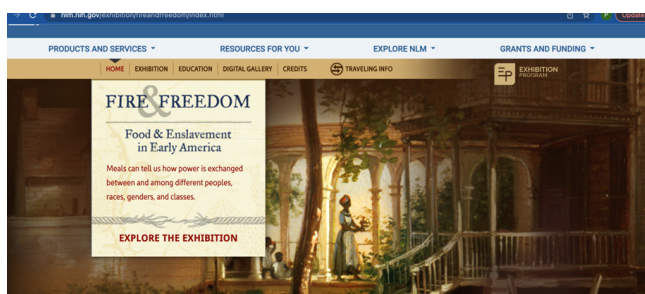 nlm.nih.gov/exhibition/fireandfreedom/index.html
P
Update
PRODUCTS AND SERVICES RESOURCES FOR YOU EXPLORE NLM GRANTS AND FUNDING
HOME EXHIBITION EDUCATION DIGITAL GALLERY CREDITS TRAVELING INFO
EP EXHIBITION
PROGRAM
FIRE & FREEDOM
Food & Enslavement
in Early America
Meals can tell us how power is exchanged
between and among different peoples,
races, genders, and classes.
EXPLORE THE EXHIBITION